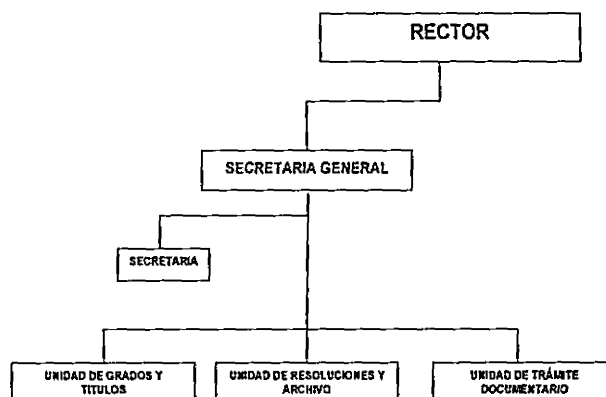 RECTOR
SECRETARIA GENERAL
SECRETARIA
UNIDAD DE GRADOS Y
TITULOS
UNIDAD DE RESOLUCIONES Y
ARCHIVO
UNIDAD DE TRÁMITE
DOCUMENTARIO